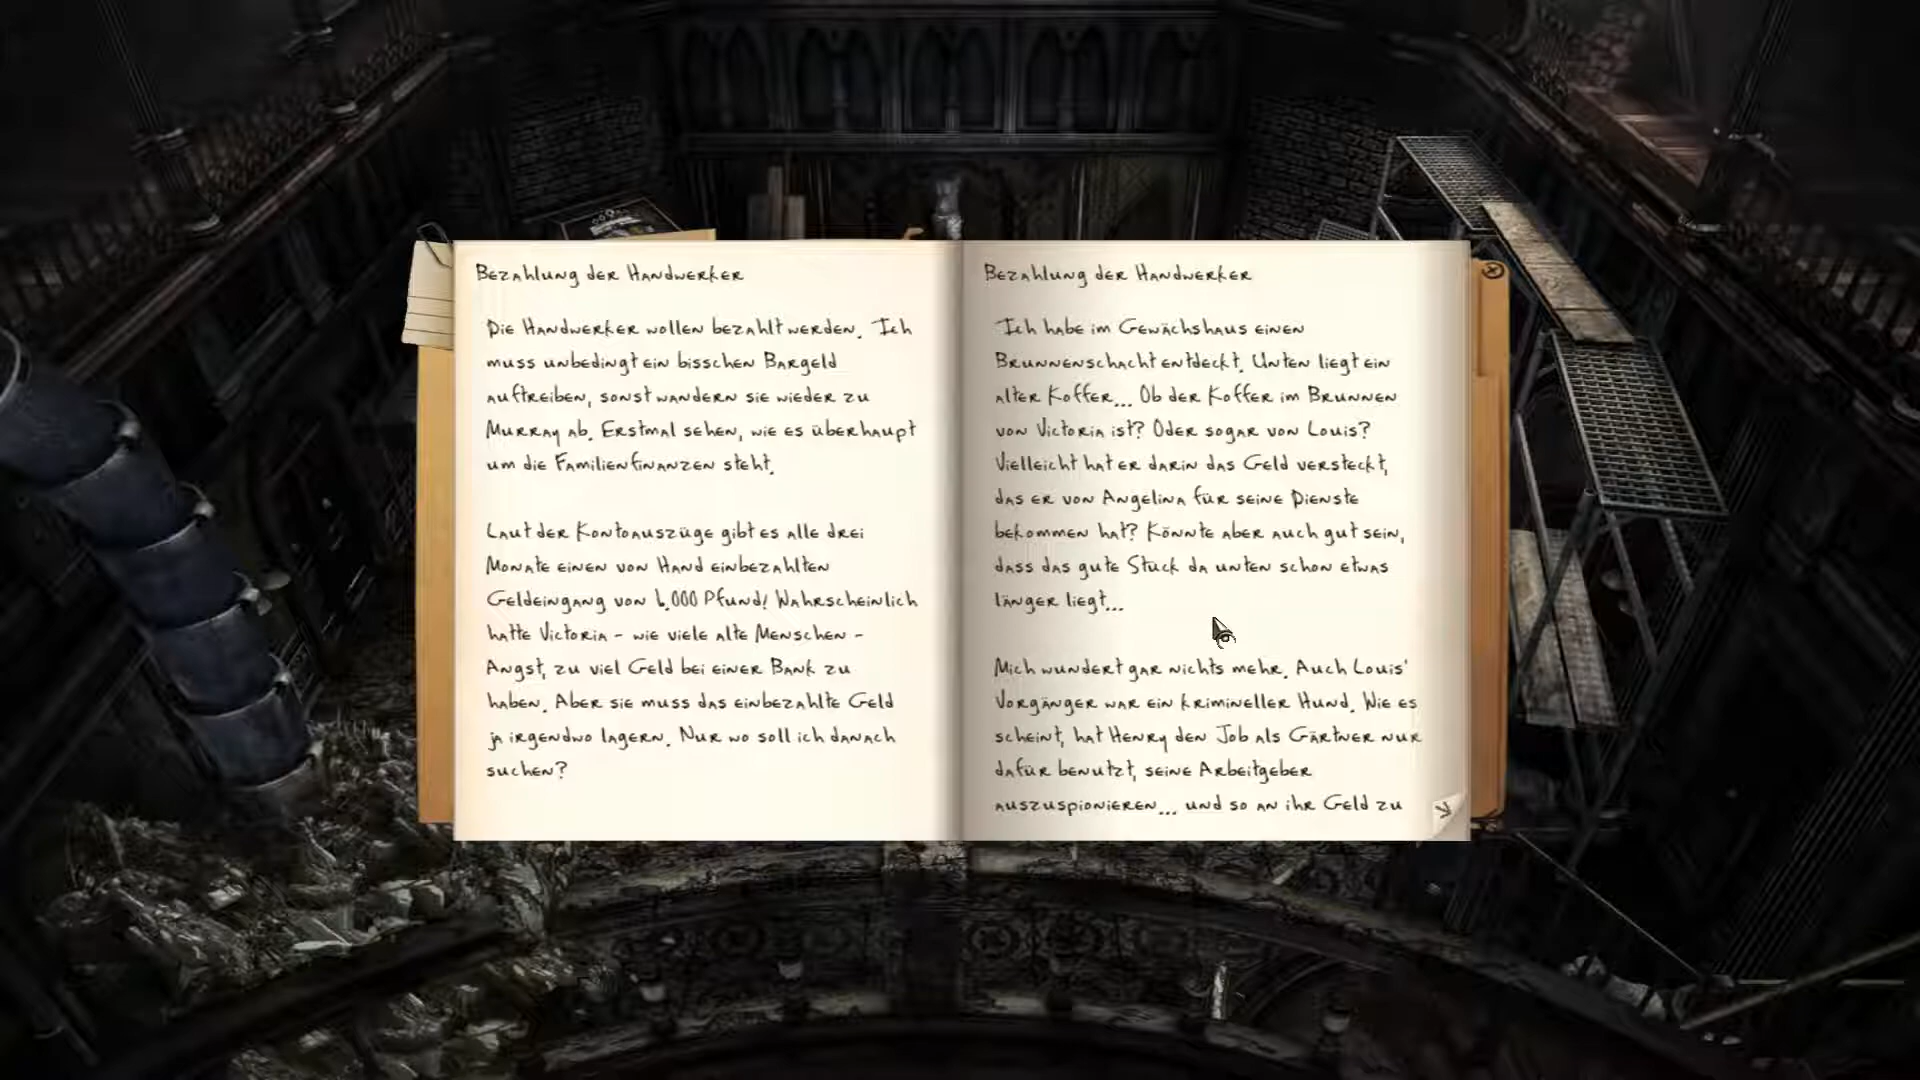 Bezahlung der Handwerker
Die Handwerker wollen bezahlt werden. Ich
muss unbedingt ein bisschen Bargeld
auftreiben, sonst wandern sie wieder zu
Murray ab. Erstmal sehen, wie es überhaupt
um die Familienfinanzen steht.
Laut der Kontoauszüge gibt es alle drei
Monate einen von Hand einbezahlten
Geldeingang von 6.000 Pfund! Wahrscheinlich
hatte Victoria - wie viele alte Menschen -
Angst, zu viel Geld bei einer Bank zu
haben. Aber sie muss das einbezahlte Geld
ja irgendwo lagern. Nur wo soll ich danach
suchen?
Bezahlung der Handwerker
Ich habe im Gewächshaus einen
Brunnenschacht entdeckt. Unten liegt ein
alter Koffer... Ob der Koffer im Brunnen
von Victoria ist? Oder sogar von Louis?
Vielleicht hat er darin das Geld versteckt,
das er von Angelina für seine Dienste
bekommen hat? Könnte aber auch gut sein,
dass das gute Stück da unten schon etwas
länger liegt...
Mich wundert gar nichts mehr. Auch Louis'
Vorgänger war ein krimineller Hund. Wie es
scheint, hat Henry den Job als Gärtner nur
dafür benutzt, seine Arbeitgeber
auszuspionieren... und so an ihr Geld zu